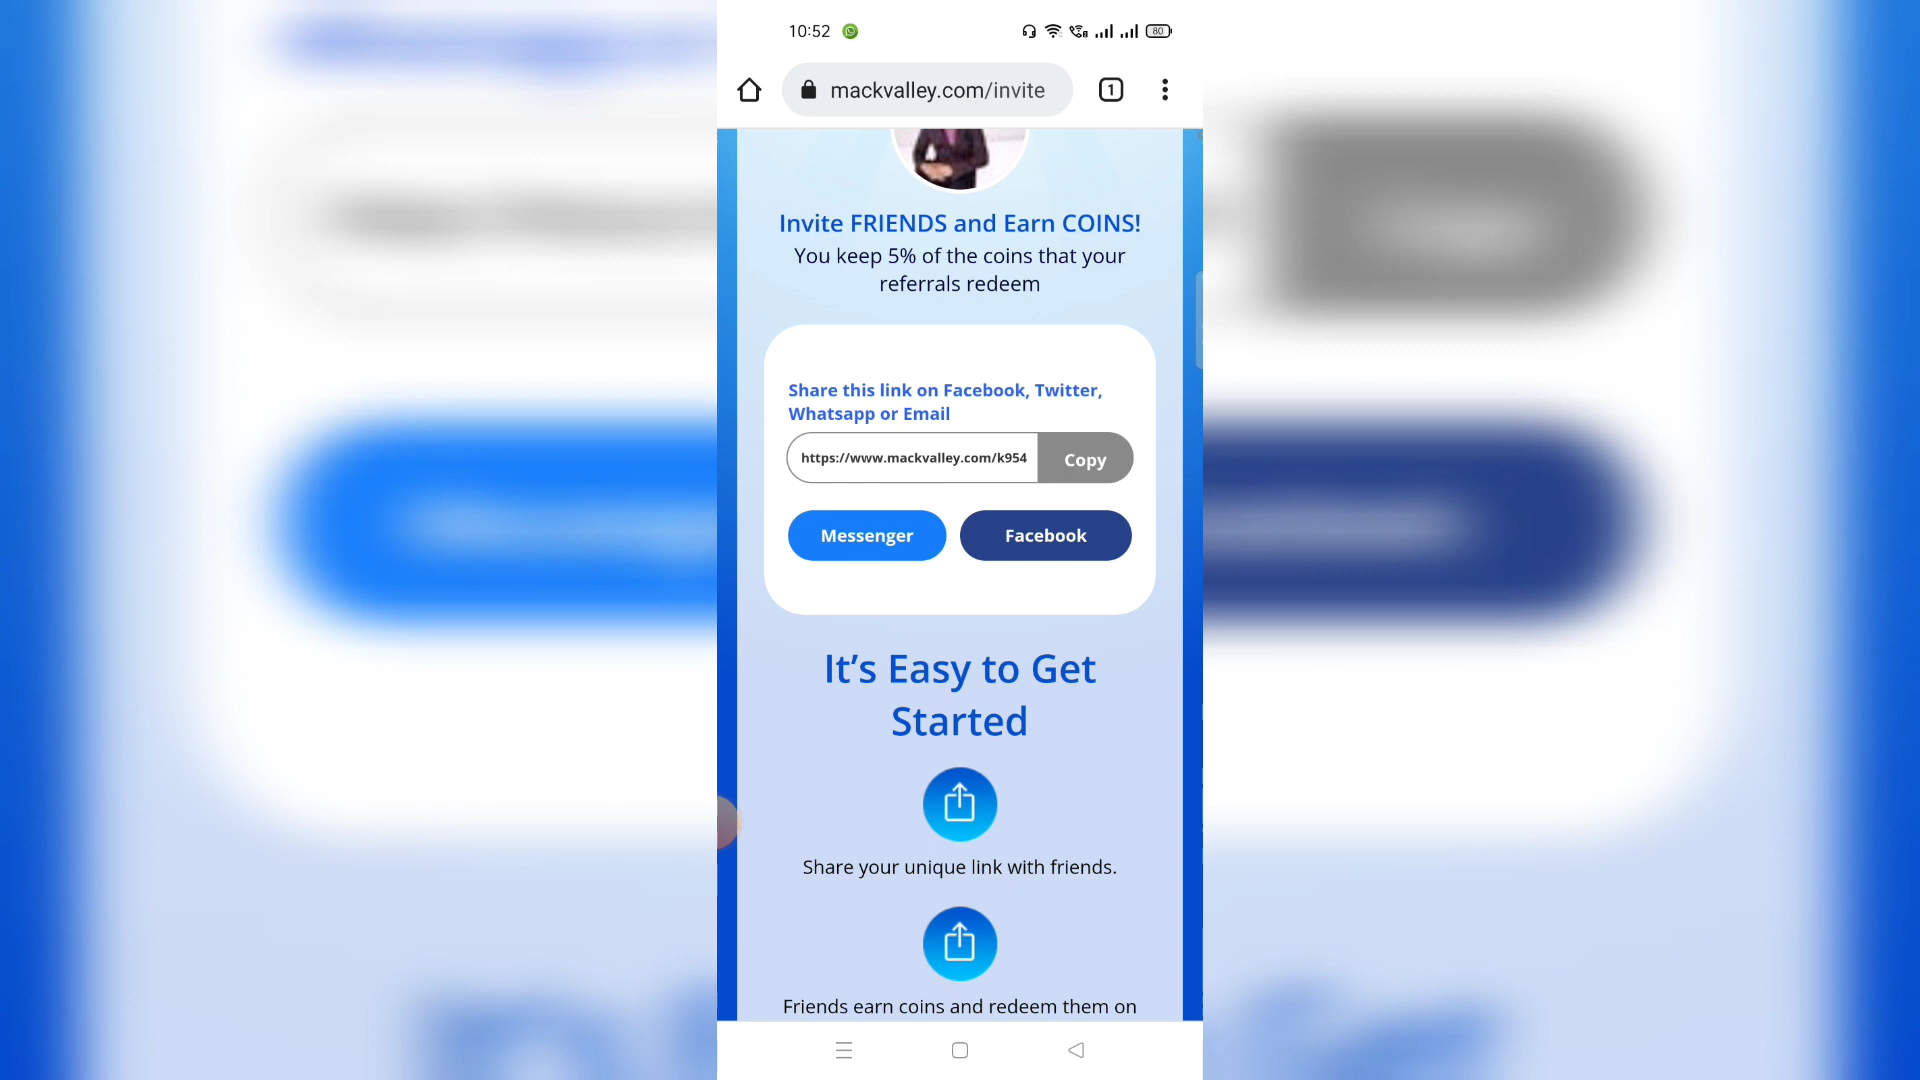 10:52
80
mackvalley.com/invite
1
Invite FRIENDS and Earn COINS!
You keep 5% of the coins that your
referrals redeem
Share this link on Facebook, Twitter,
Whatsapp or Email
https://www.mackvalley.com/k954
Copy
Messenger
Facebook
It’s Easy to Get
Started
Share your unique link with friends.
Friends earn coins and redeem them on